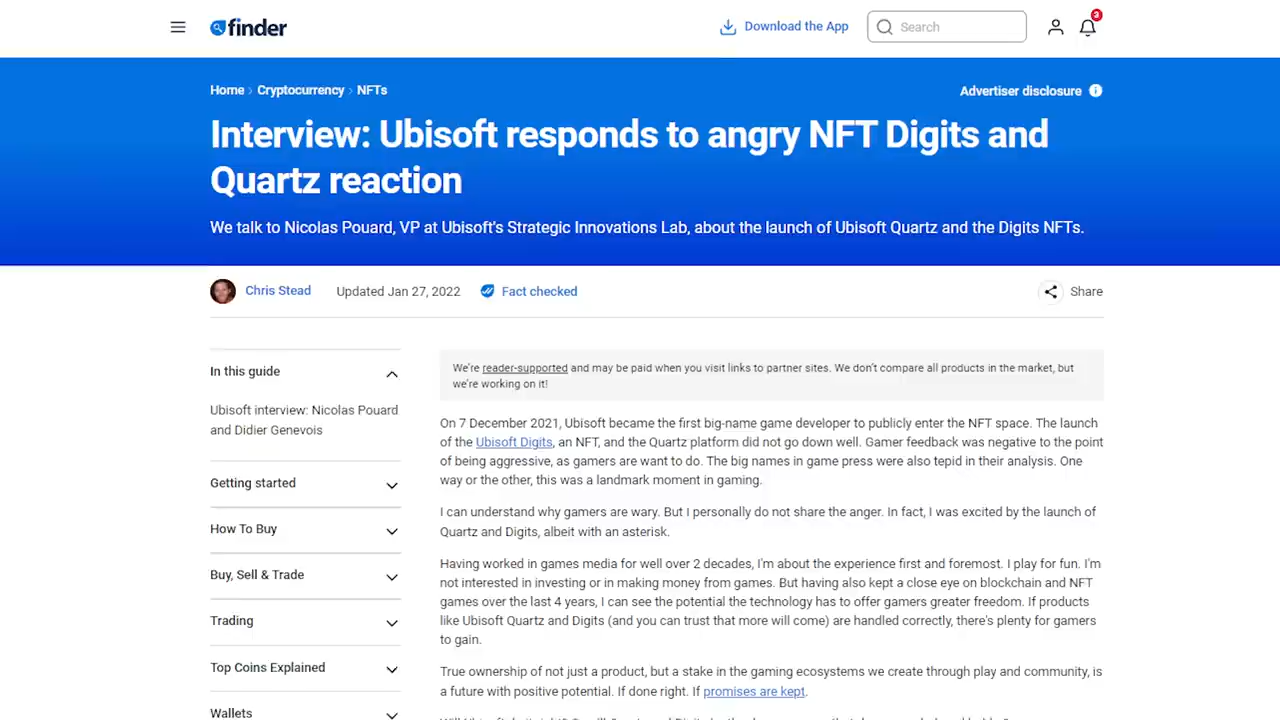 finder
Download the App
Search
3
Home › Cryptocurrency › NFTs
Advertiser disclosure
Interview: Ubisoft responds to angry NFT Digits and
Quartz reaction
We talk to Nicolas Pouard, VP at Ubisoft's Strategic Innovations Lab, about the launch of Ubisoft Quartz and the Digits NFTs.
Chris Stead
Updated Jan 27, 2022
Fact checked
Share
In this guide
Ubisoft interview: Nicolas Pouard
and Didier Genevois
Getting started
How To Buy
Buy, Sell & Trade
Trading
Top Coins Explained
Wallets
We're reader-supported and may be paid when you visit links to partner sites. We don't compare all products in the market, but
we're working on it!
On 7 December 2021, Ubisoft became the first big-name game developer to publicly enter the NFT space. The launch
of the Ubisoft Digits, an NFT, and the Quartz platform did not go down well. Gamer feedback was negative to the point
of being aggressive, as gamers are want to do. The big names in game press were also tepid in their analysis. One
way or the other, this was a landmark moment in gaming.
I can understand why gamers are wary. But I personally do not share the anger. In fact, I was excited by the launch of
Quartz and Digits, albeit with an asterisk.
Having worked in games media for well over 2 decades, I'm about the experience first and foremost. I play for fun. I'm
not interested in investing or in making money from games. But having also kept a close eye on blockchain and NFT
games over the last 4 years, I can see the potential the technology has to offer gamers greater freedom. If products
like Ubisoft Quartz and Digits (and you can trust that more will come) are handled correctly, there's plenty for gamers
to gain.
True ownership of not just a product, but a stake in the gaming ecosystems we create through play and community, is
a future with positive potential. If done right. If promises are kept.